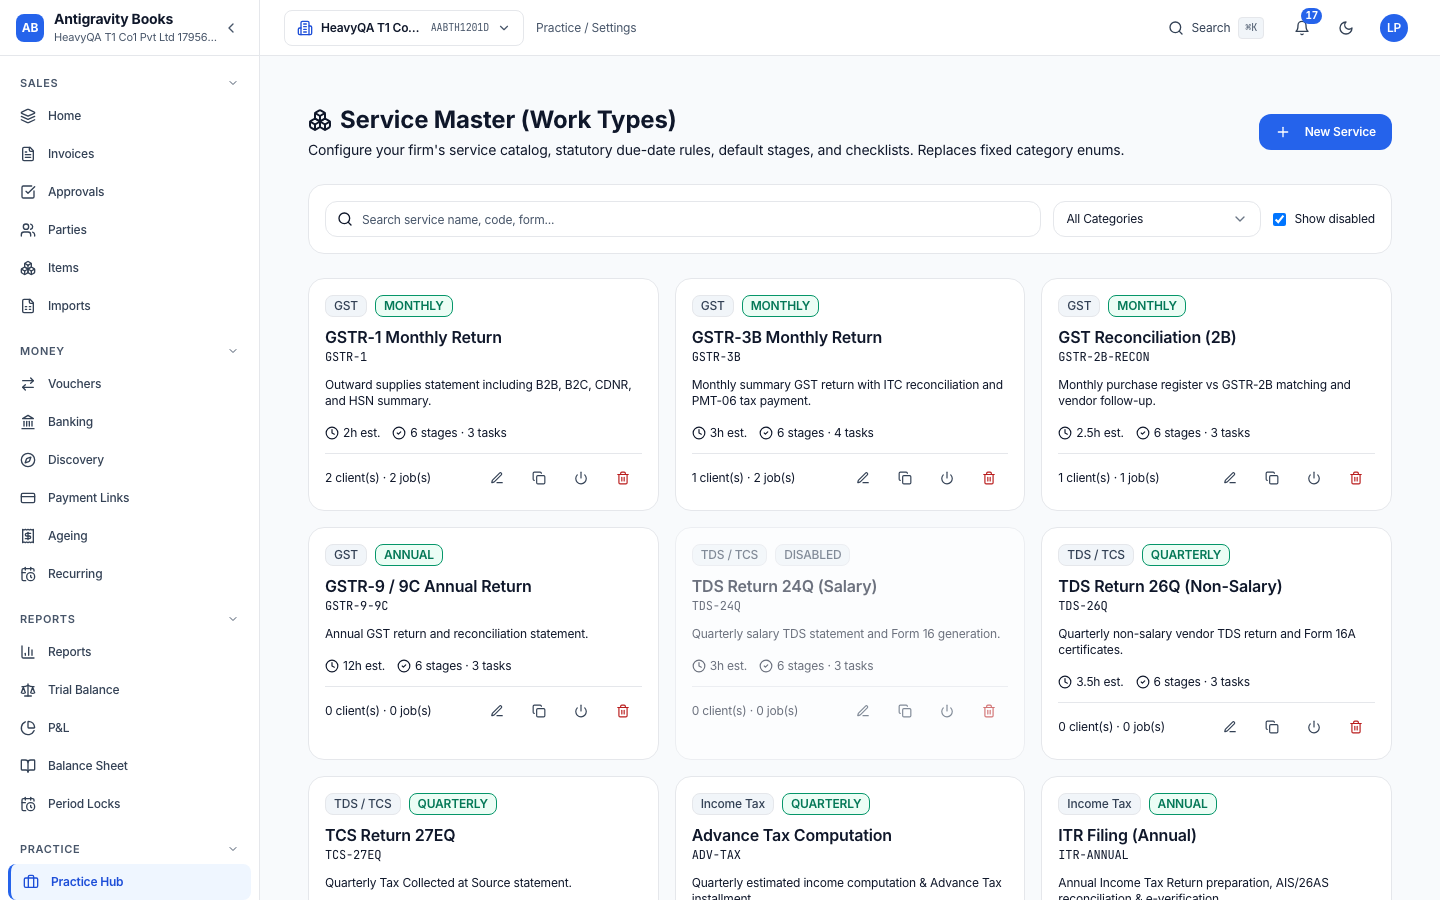 AB
Antigravity Books
HeavyQA T1 Co1 Pvt Ltd 17956...
HeavyQA T1 Co...
AABTH1201D
Practice / Settings
Search
⌘K
17
LP
SALES
Home
Invoices
Approvals
Parties
Items
Imports
MONEY
Vouchers
Banking
Discovery
Payment Links
Ageing
Recurring
REPORTS
Reports
Trial Balance
P&L
Balance Sheet
Period Locks
PRACTICE
Practice Hub
Service Master (Work Types)
Configure your firm's service catalog, statutory due-date rules, default stages, and checklists. Replaces fixed category enums.
New Service
Search service name, code, form...
All Categories
Show disabled
GST MONTHLY
GSTR-1 Monthly Return
GSTR-1
Outward supplies statement including B2B, B2C, CDNR,
and HSN summary.
2h est. 6 stages · 3 tasks
2 client(s) · 2 job(s)
GST MONTHLY
GSTR-3B Monthly Return
GSTR-3B
Monthly summary GST return with ITC reconciliation and
PMT-06 tax payment.
3h est. 6 stages · 4 tasks
1 client(s) · 2 job(s)
GST MONTHLY
GST Reconciliation (2B)
GSTR-2B-RECON
Monthly purchase register vs GSTR-2B matching and
vendor follow-up.
2.5h est. 6 stages · 3 tasks
1 client(s) · 1 job(s)
GST ANNUAL
GSTR-9 / 9C Annual Return
GSTR-9-9C
Annual GST return and reconciliation statement.
12h est. 6 stages · 3 tasks
0 client(s) · 0 job(s)
TDS / TCS DISABLED
TDS Return 24Q (Salary)
TDS-24Q
Quarterly salary TDS statement and Form 16 generation.
3h est. 6 stages · 3 tasks
0 client(s) · 0 job(s)
TDS / TCS QUARTERLY
TDS Return 26Q (Non-Salary)
TDS-26Q
Quarterly non-salary vendor TDS return and Form 16A
certificates.
3.5h est. 6 stages · 3 tasks
0 client(s) · 0 job(s)
TDS / TCS QUARTERLY
TCS Return 27EQ
TCS-27EQ
Quarterly Tax Collected at Source statement.
Income Tax QUARTERLY
Advance Tax Computation
ADV-TAX
Quarterly estimated income computation & Advance Tax
installment
Income Tax ANNUAL
ITR Filing (Annual)
ITR-ANNUAL
Annual Income Tax Return preparation, AIS/26AS
reconciliation & e-verification